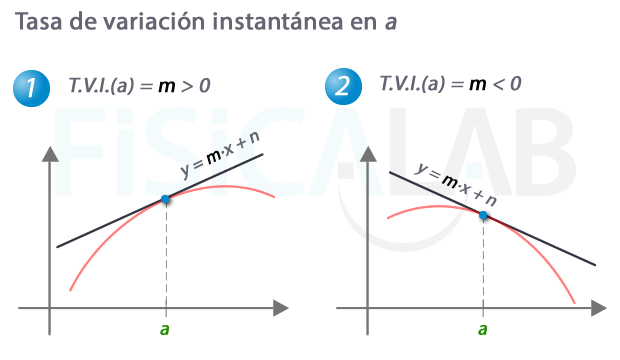 Tasa de variación instantánea en a
1 T.V.I.(a) = m > 0
2 T.V.I.(a) = m < 0
FiSiCALAB
y = m·x + n
y = m·x + n
a
a